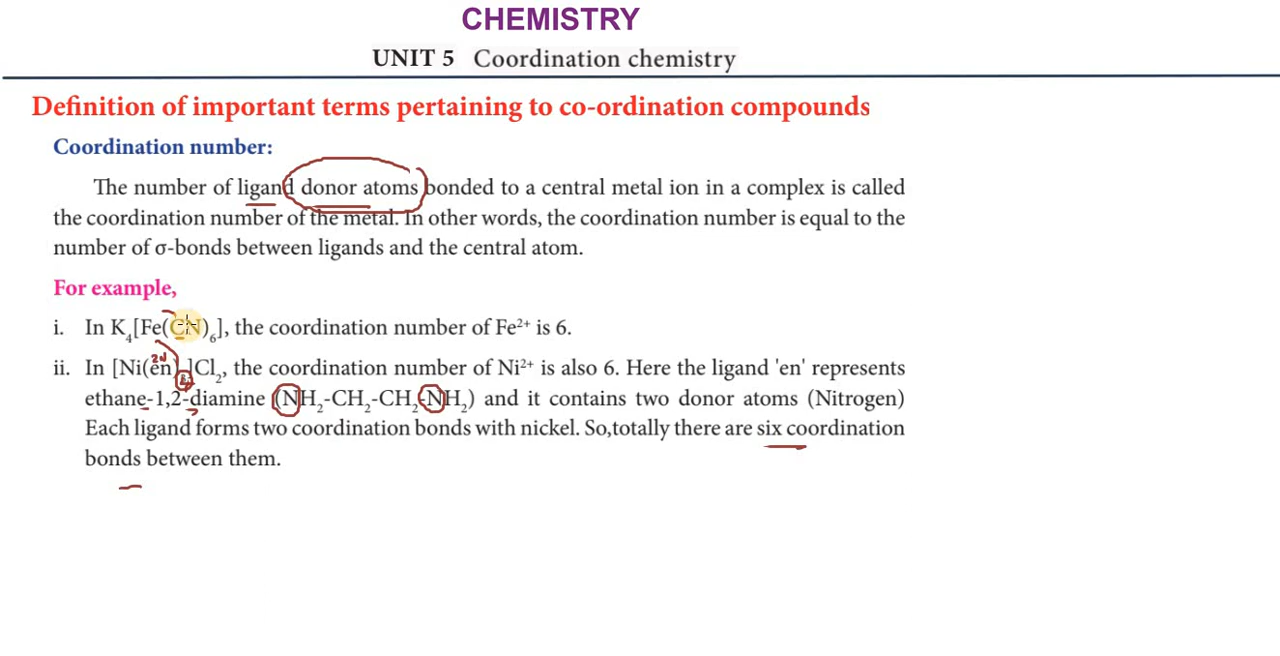 CHEMISTRY
UNIT 5 Coordination chemistry
Definition of important terms pertaining to co-ordination compounds
Coordination number:
The number of ligand donor atoms bonded to a central metal ion in a complex is called
the coordination number of the metal. In other words, the coordination number is equal to the
number of σ-bonds between ligands and the central atom.
For example,
i. In K₄[Fe(CN)₆], the coordination number of Fe²⁺ is 6.
ii. In [Ni(en)₃]Cl₂, the coordination number of Ni²⁺ is also 6. Here the ligand 'en' represents
ethane-1,2-diamine (NH₂-CH₂-CH₂-NH₂) and it contains two donor atoms (Nitrogen)
Each ligand forms two coordination bonds with nickel. So,totally there are six coordination
bonds between them.